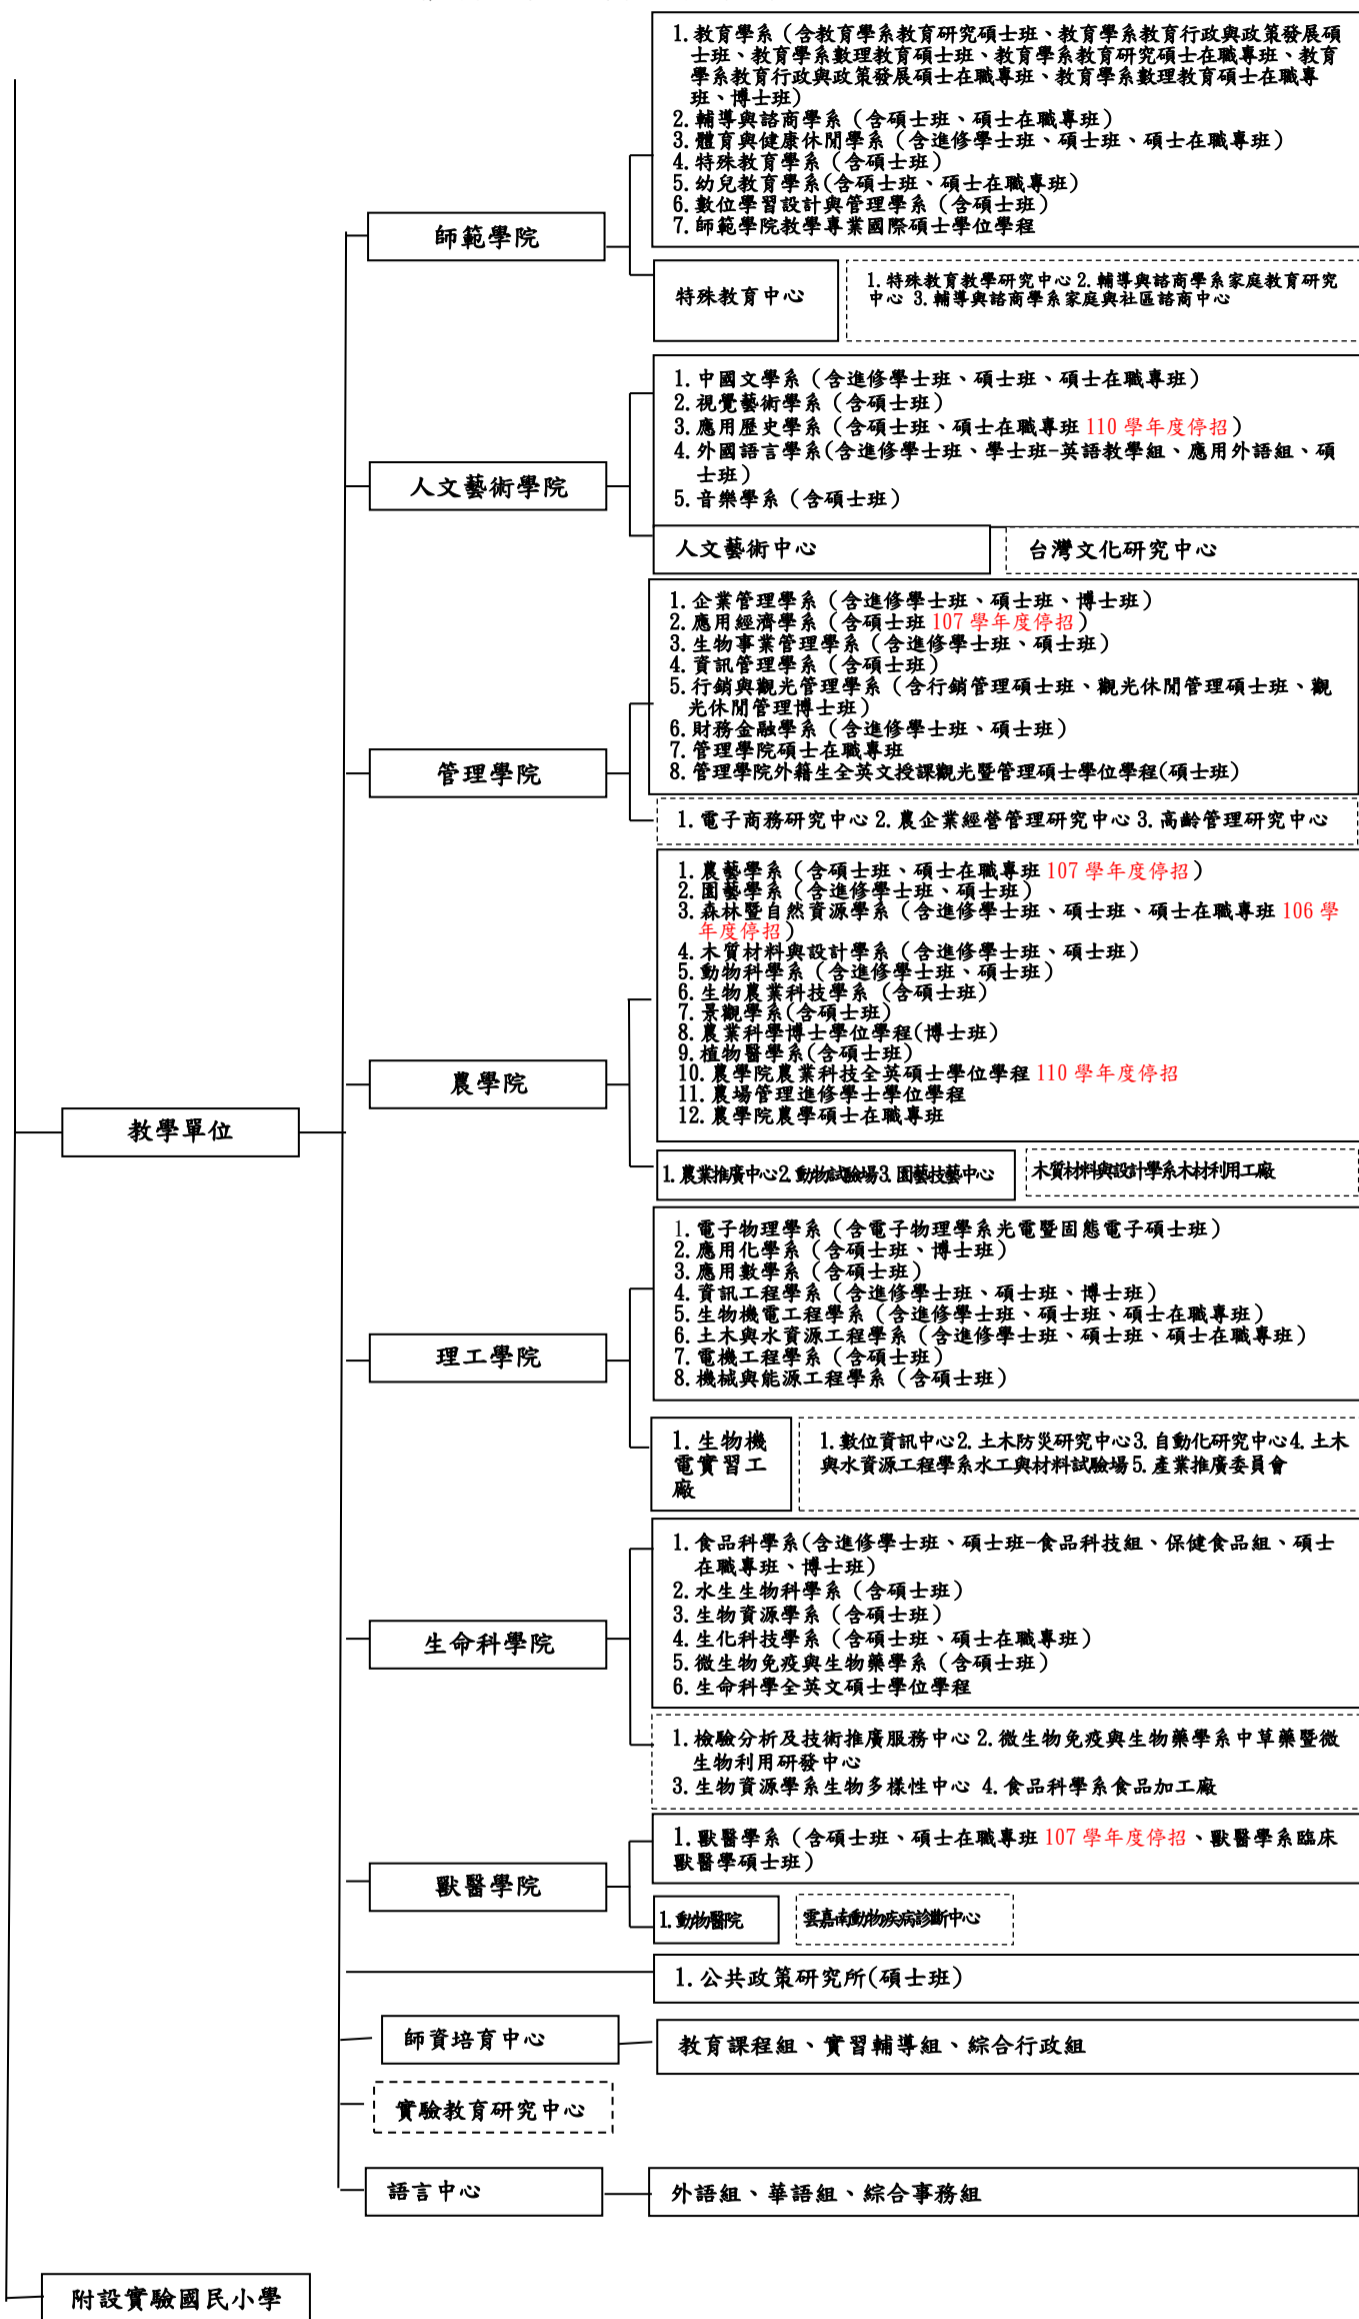 1.教育學系（含教育學系教育研究碩士班、教育學系教育行政與政策發展碩
士班、教育學系數理教育碩士班、教育學系教育研究碩士在職專班、教育
學系教育行政與政策發展碩士在職專班、教育學系數理教育碩士在職專
班、博士班）
2.輔導與諮商學系（含碩士班、碩士在職專班）
3.體育與健康休閒學系（含進修學士班、碩士班、碩士在職專班）
4.特殊教育學系（含碩士班）
5.幼兒教育學系(含碩士班、碩士在職專班)
6.數位學習設計與管理學系（含碩士班）
7.師範學院教學專業國際碩士學位學程
師範學院
特殊教育中心
1.特殊教育教學研究中心 2.輔導與諮商學系家庭教育研究
中心 3.輔導與諮商學系家庭與社區諮商中心
1.中國文學系（含進修學士班、碩士班、碩士在職專班）
2.視覺藝術學系（含碩士班）
3.應用歷史學系（含碩士班、碩士在職專班 110 學年度停招）
4.外國語言學系(含進修學士班、學士班-英語教學組、應用外語組、碩
士班）
5.音樂學系（含碩士班）
人文藝術學院
人文藝術中心
台灣文化研究中心
1.企業管理學系（含進修學士班、碩士班、博士班）
2.應用經濟學系（含碩士班 107 學年度停招）
3.生物事業管理學系（含進修學士班、碩士班）
4.資訊管理學系（含碩士班）
5.行銷與觀光管理學系（含行銷管理碩士班、觀光休閒管理碩士班、觀
光休閒管理博士班）
6.財務金融學系（含進修學士班、碩士班）
7.管理學院碩士在職專班
8.管理學院外籍生全英文授課觀光暨管理碩士學位學程(碩士班)
管理學院
1.電子商務研究中心 2.農企業經營管理研究中心 3.高齡管理研究中心
1.農藝學系（含碩士班、碩士在職專班 107 學年度停招）
2.園藝學系（含進修學士班、碩士班）
3.森林暨自然資源學系（含進修學士班、碩士班、碩士在職專班 106 學
年度停招）
4.木質材料與設計學系（含進修學士班、碩士班）
5.動物科學系（含進修學士班、碩士班）
6.生物農業科技學系（含碩士班）
7.景觀學系(含碩士班)
8.農業科學博士學位學程(博士班)
9.植物醫學系(含碩士班)
10.農學院農業科技全英碩士學位學程 110 學年度停招
11.農場管理進修學士學位學程
12.農學院農學碩士在職專班
農學院
教學單位
1.農業推廣中心2.動物試驗場3.園藝技藝中心
木質材料與設計學系木材利用工廠
1.電子物理學系（含電子物理學系光電暨固態電子碩士班）
2.應用化學系（含碩士班、博士班）
3.應用數學系（含碩士班）
4.資訊工程學系（含進修學士班、碩士班、博士班）
5.生物機電工程學系（含進修學士班、碩士班、碩士在職專班）
6.土木與水資源工程學系（含進修學士班、碩士班、碩士在職專班）
7.電機工程學系（含碩士班）
8.機械與能源工程學系（含碩士班）
理工學院
1.生物機
電實習工
廠
1.數位資訊中心2.土木防災研究中心3.自動化研究中心4.土木
與水資源工程學系水工與材料試驗場5.產業推廣委員會
1.食品科學系(含進修學士班、碩士班-食品科技組、保健食品組、碩士
在職專班、博士班)
2.水生生物科學系（含碩士班）
3.生物資源學系（含碩士班）
4.生化科技學系（含碩士班、碩士在職專班）
5.微生物免疫與生物藥學系（含碩士班）
6.生命科學全英文碩士學位學程
生命科學院
1.檢驗分析及技術推廣服務中心 2.微生物免疫與生物藥學系中草藥暨微
生物利用研發中心
3.生物資源學系生物多樣性中心 4.食品科學系食品加工廠
1.獸醫學系（含碩士班、碩士在職專班 107 學年度停招、獸醫學系臨床
獸醫學碩士班）
獸醫學院
1.動物醫院
雲嘉南動物疾病診斷中心
1.公共政策研究所(碩士班)
師資培育中心
教育課程組、實習輔導組、綜合行政組
實驗教育研究中心
語言中心
外語組、華語組、綜合事務組
附設實驗國民小學